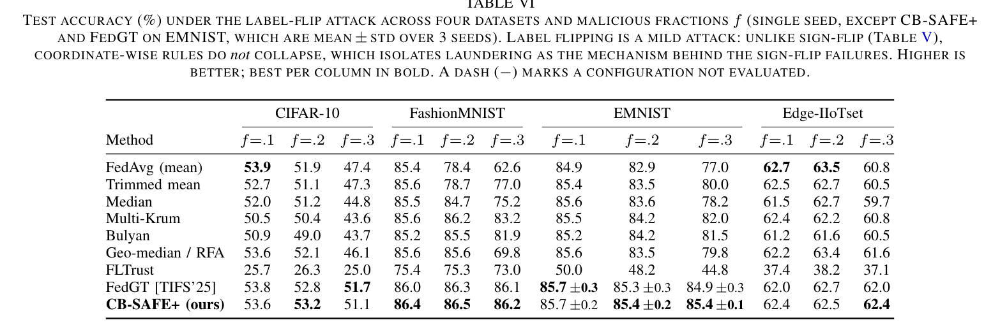 TABLE VI
TEST ACCURACY (%) UNDER THE LABEL-FLIP ATTACK ACROSS FOUR DATASETS AND MALICIOUS FRACTIONS f (SINGLE SEED, EXCEPT CB-SAFE+
AND FEDGT ON EMNIST, WHICH ARE MEAN ± STD OVER 3 SEEDS). LABEL FLIPPING IS A MILD ATTACK: UNLIKE SIGN-FLIP (TABLE V),
COORDINATE-WISE RULES DO not COLLAPSE, WHICH ISOLATES LAUNDERING AS THE MECHANISM BEHIND THE SIGN-FLIP FAILURES. HIGHER IS
BETTER; BEST PER COLUMN IN BOLD. A DASH (−) MARKS A CONFIGURATION NOT EVALUATED.
CIFAR-10 FashionMNIST EMNIST Edge-IIoTset
Method f=.1 f=.2 f=.3 f=.1 f=.2 f=.3 f=.1 f=.2 f=.3 f=.1 f=.2 f=.3
FedAvg (mean) 53.9 51.9 47.4 85.4 78.4 62.6 84.9 82.9 77.0 62.7 63.5 60.8
Trimmed mean 52.7 51.1 47.3 85.6 78.7 77.0 85.4 83.5 80.0 62.5 62.7 60.5
Median 52.0 51.2 44.8 85.5 84.7 75.2 85.6 83.6 78.2 61.5 62.7 59.7
Multi-Krum 50.5 50.4 43.6 85.6 86.2 83.2 85.5 84.2 82.0 62.4 62.2 60.8
Bulyan 50.9 49.0 43.7 85.2 85.5 81.9 85.2 84.2 81.5 61.2 61.6 60.5
Geo-median / RFA 53.6 52.1 46.1 85.6 85.6 69.8 85.6 83.5 79.8 62.2 63.4 61.6
FLTrust 25.7 26.3 25.0 75.4 75.3 73.0 50.0 48.2 44.8 37.4 38.2 37.1
FedGT [TIFS'25] 53.8 52.8 51.7 86.0 86.3 86.1 85.7 ±0.3 85.3 ±0.3 84.9 ±0.3 62.0 62.7 62.0
CB-SAFE+ (ours) 53.6 53.2 51.1 86.4 86.5 86.2 85.7 ±0.2 85.4 ±0.2 85.4 ±0.1 62.4 62.5 62.4